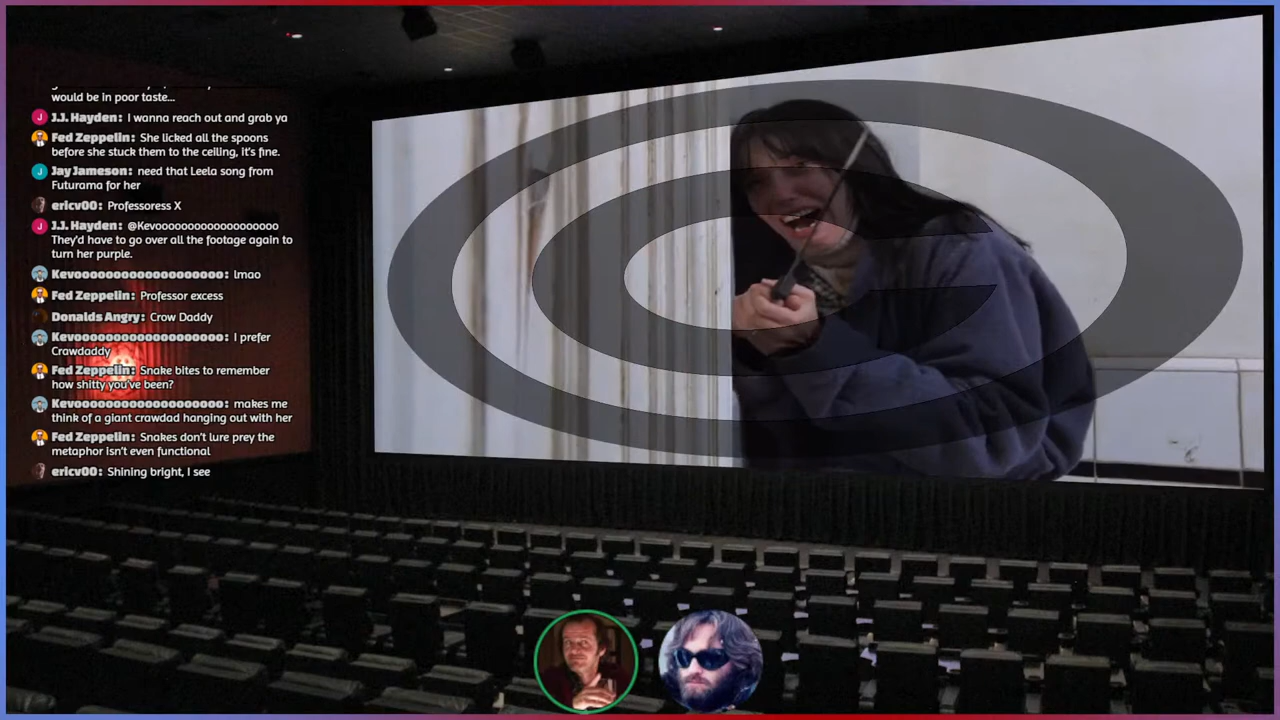 would be in poor taste...
J.J. Hayden: I wanna reach out and grab ya
Fed Zeppelin: She licked all the spoons
before she stuck them to the ceiling, it's fine.
Jay Jameson: need that Leela song from
Futurama for her
ericv00: Professoress X
J.J. Hayden: @Kevooooooooooooooooooo
They'd have to go over all the footage again to
turn her purple.
Kevooooooooooooooooooo: lmao
Fed Zeppelin: Professor excess
Donalds Angry: Crow Daddy
Kevooooooooooooooooooo: I prefer
Crawdaddy
Fed Zeppelin: Snake bites to remember
how shitty you've been?
Kevooooooooooooooooooo: makes me
think of a giant crawdad hanging out with her
Fed Zeppelin: Snakes don't lure prey the
metaphor isn't even functional
ericv00: Shining bright, I see